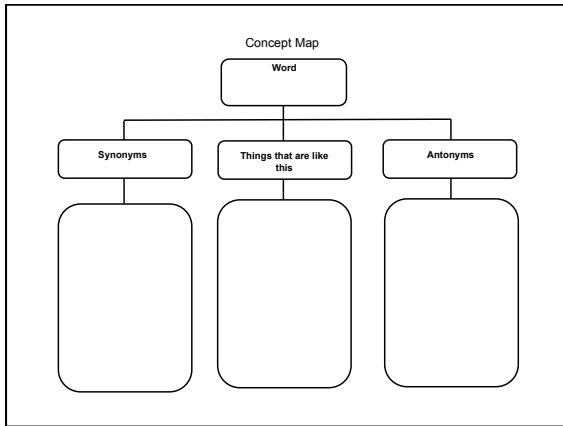 Concept Map
Word
Synonyms
Things that are like
this
Antonyms